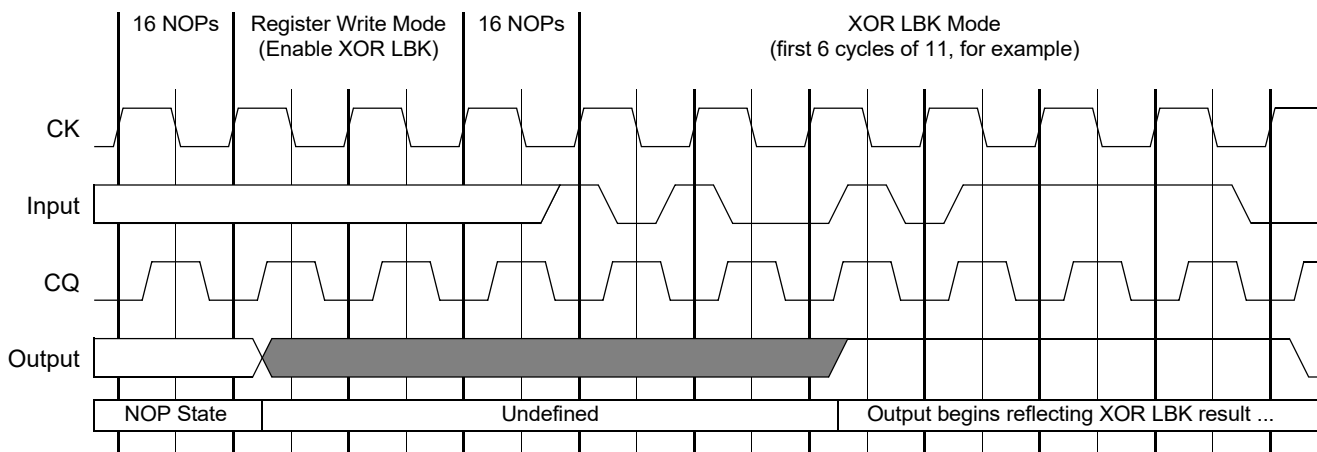 16 NOPs
Register Write Mode
(Enable XOR LBK)
16 NOPs
XOR LBK Mode
(first 6 cycles of 11, for example)
CK
Input
CQ
Output
NOP State
Undefined
Output begins reflecting XOR LBK result ...